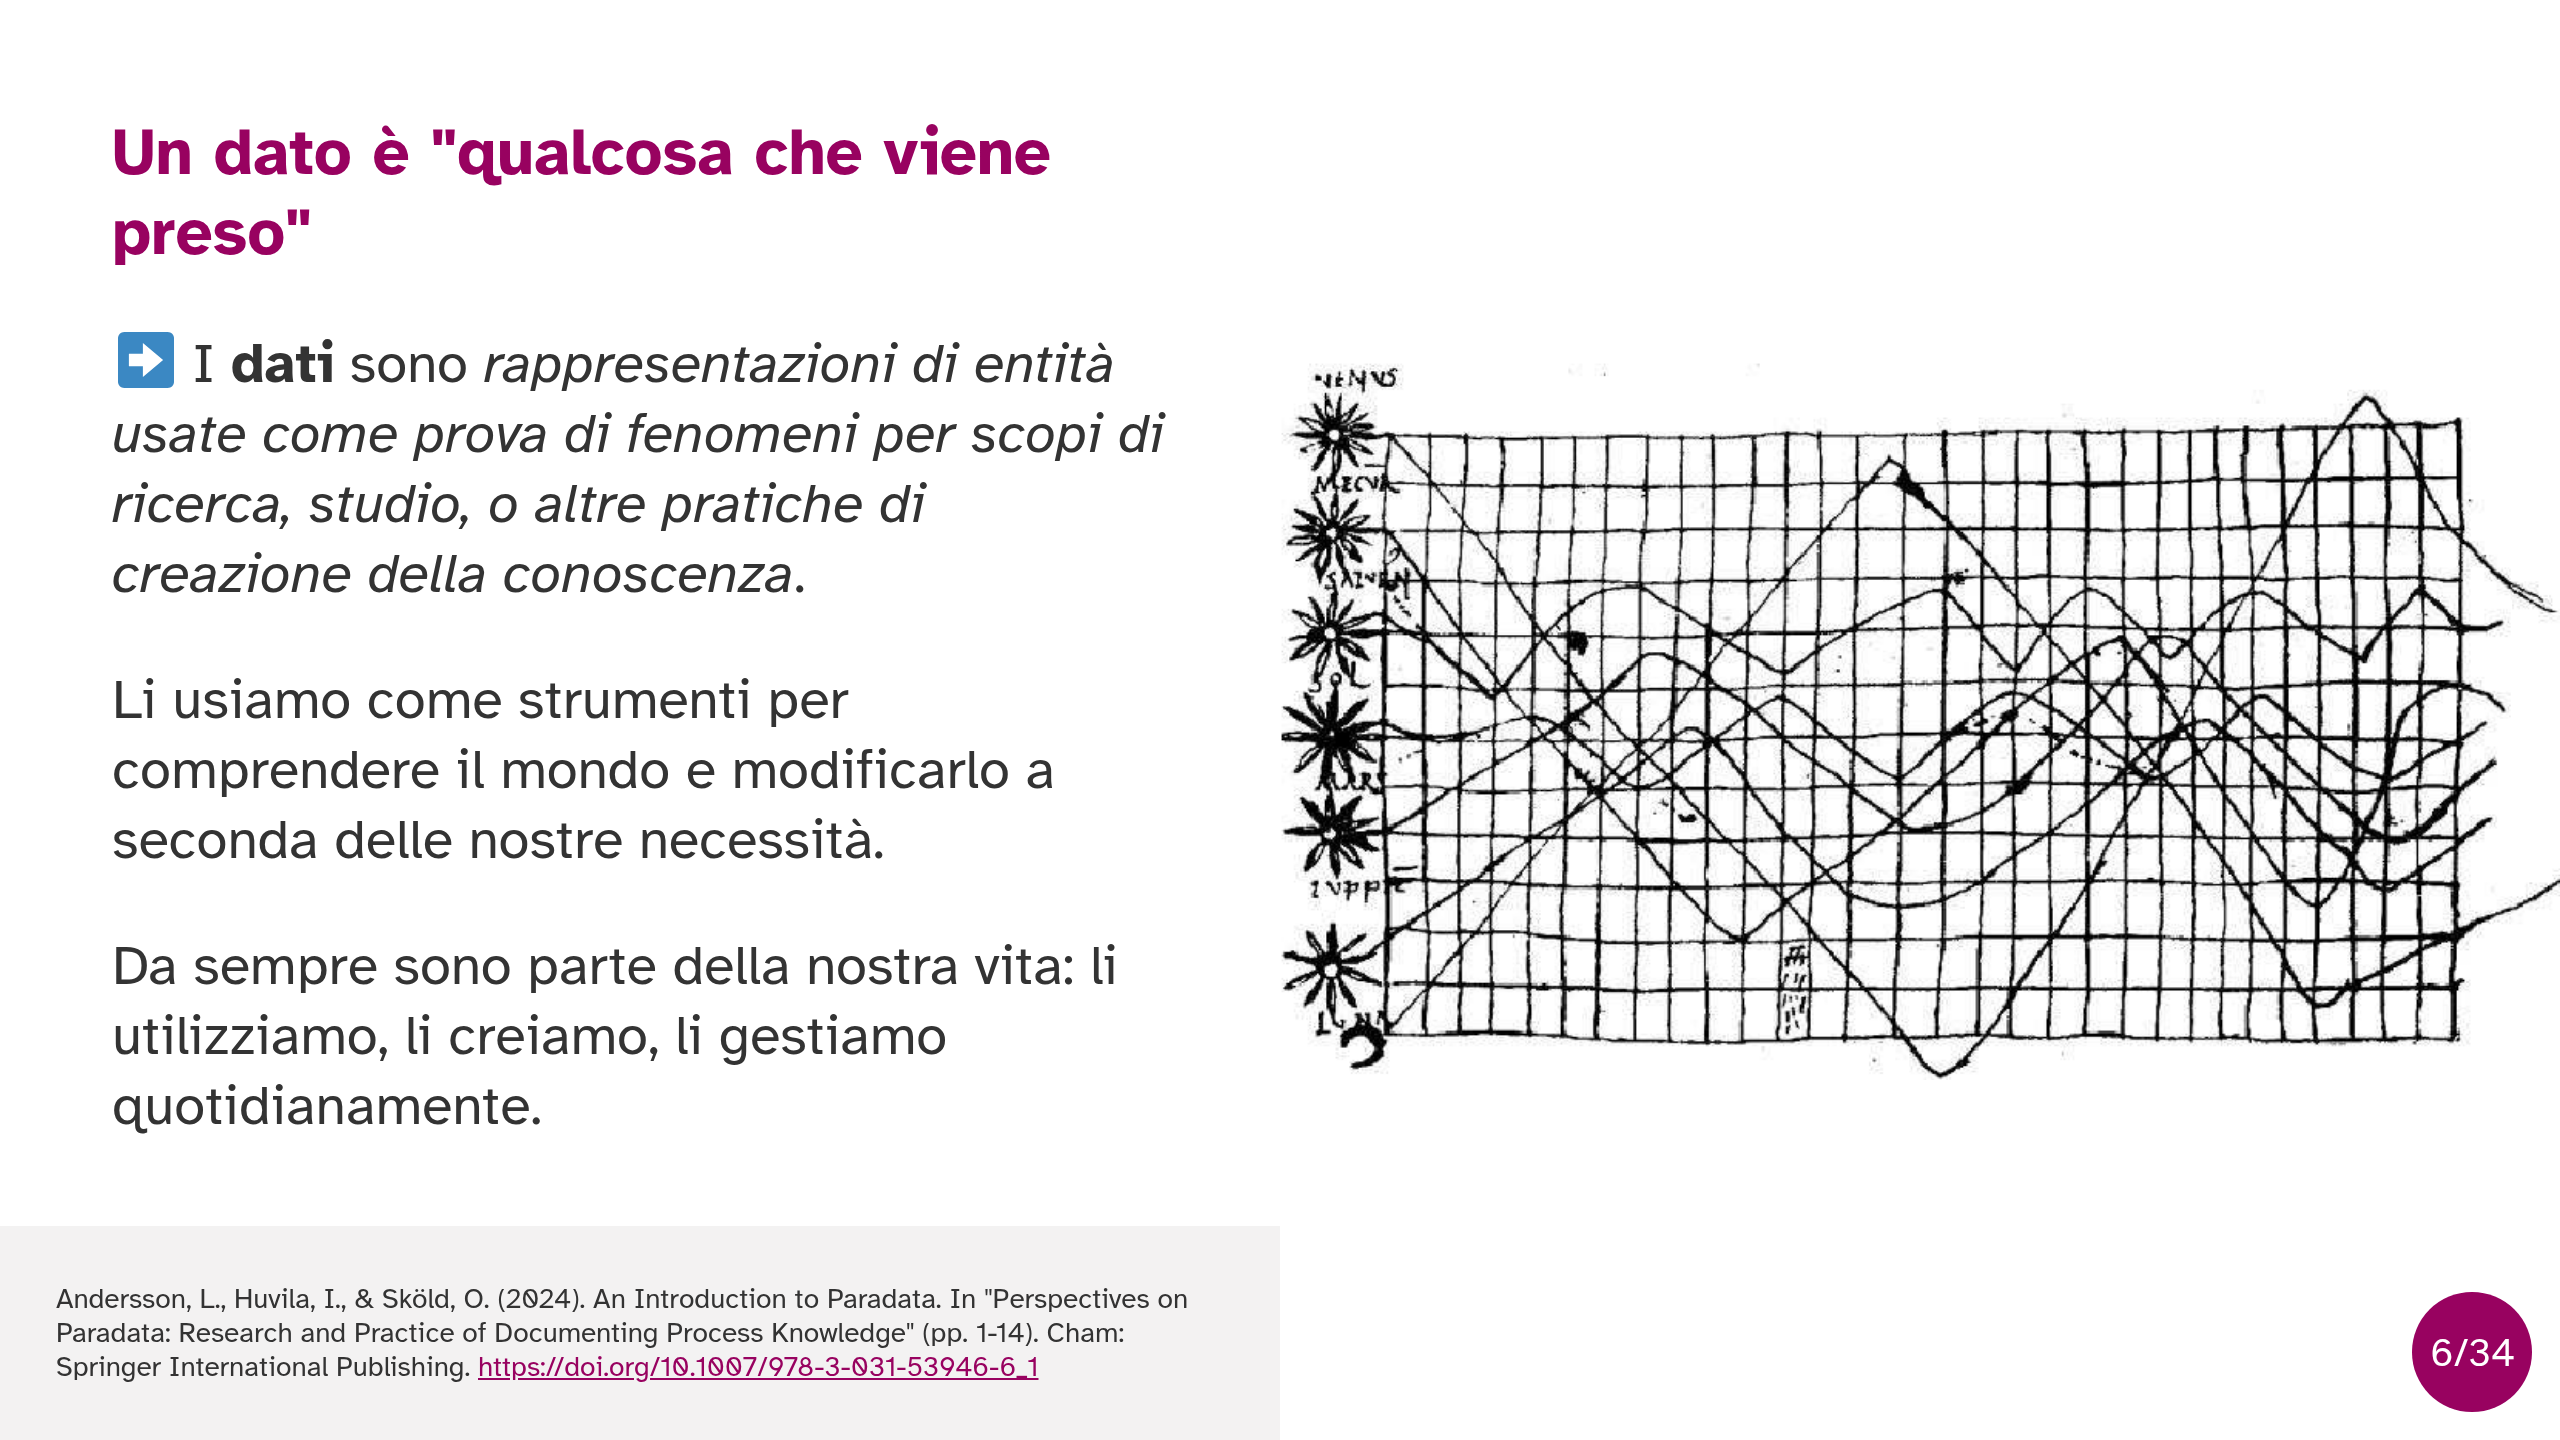 Un dato è "qualcosa che viene
preso"
➡ I dati sono rappresentazioni di entità
usate come prova di fenomeni per scopi di
ricerca, studio, o altre pratiche di
creazione della conoscenza.
Li usiamo come strumenti per
comprendere il mondo e modificarlo a
seconda delle nostre necessità.
Da sempre sono parte della nostra vita: li
utilizziamo, li creiamo, li gestiamo
quotidianamente.
VENVS
SOL
MARS
Andersson, L., Huvila, I., & Sköld, O. (2024). An Introduction to Paradata. In "Perspectives on
Paradata: Research and Practice of Documenting Process Knowledge" (pp. 1-14). Cham:
Springer International Publishing. https://doi.org/10.1007/978-3-031-53946-6_1
6/34